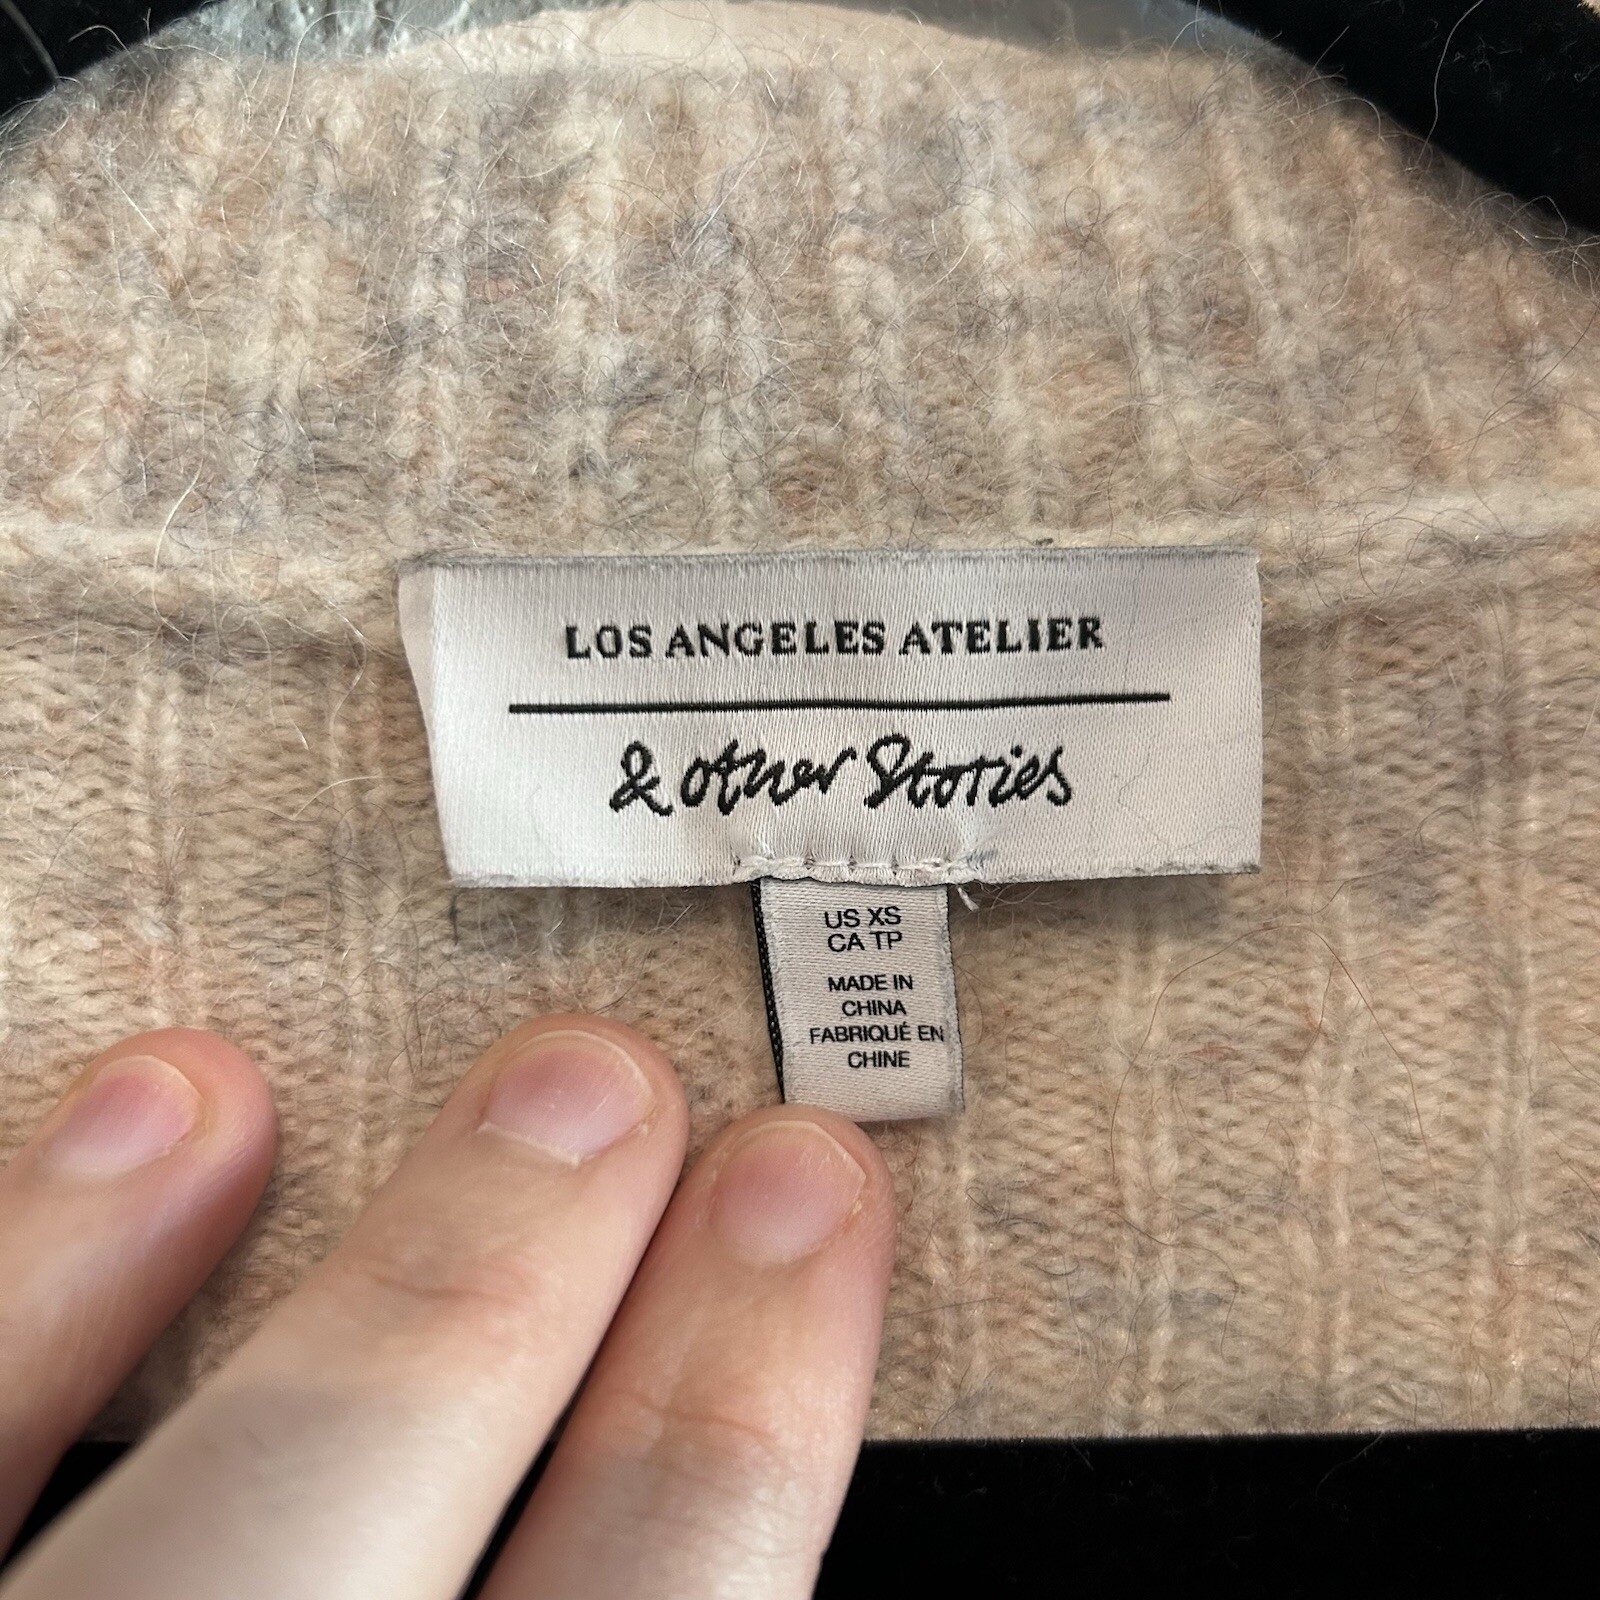 LOS ANGELES ATELIER
& other Stories
US XS
CA TP
MADE IN
CHINA
FABRIQUÉ EN
CHINE